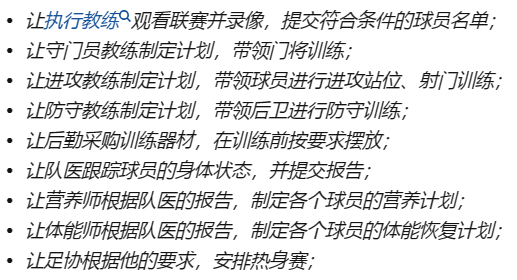 • 让执行教练观看联赛并录像，提交符合条件的球员名单；
• 让守门员教练制定计划，带领门将训练；
• 让进攻教练制定计划，带领球员进行进攻站位、射门训练；
• 让防守教练制定计划，带领后卫进行防守训练；
• 让后勤采购训练器材，在训练前按要求摆放；
• 让队医跟踪球员的身体状态，并提交报告；
• 让营养师根据队医的报告，制定各个球员的营养计划；
• 让体能师根据队医的报告，制定各个球员的体能恢复计划；
• 让足协根据他的要求，安排热身赛；